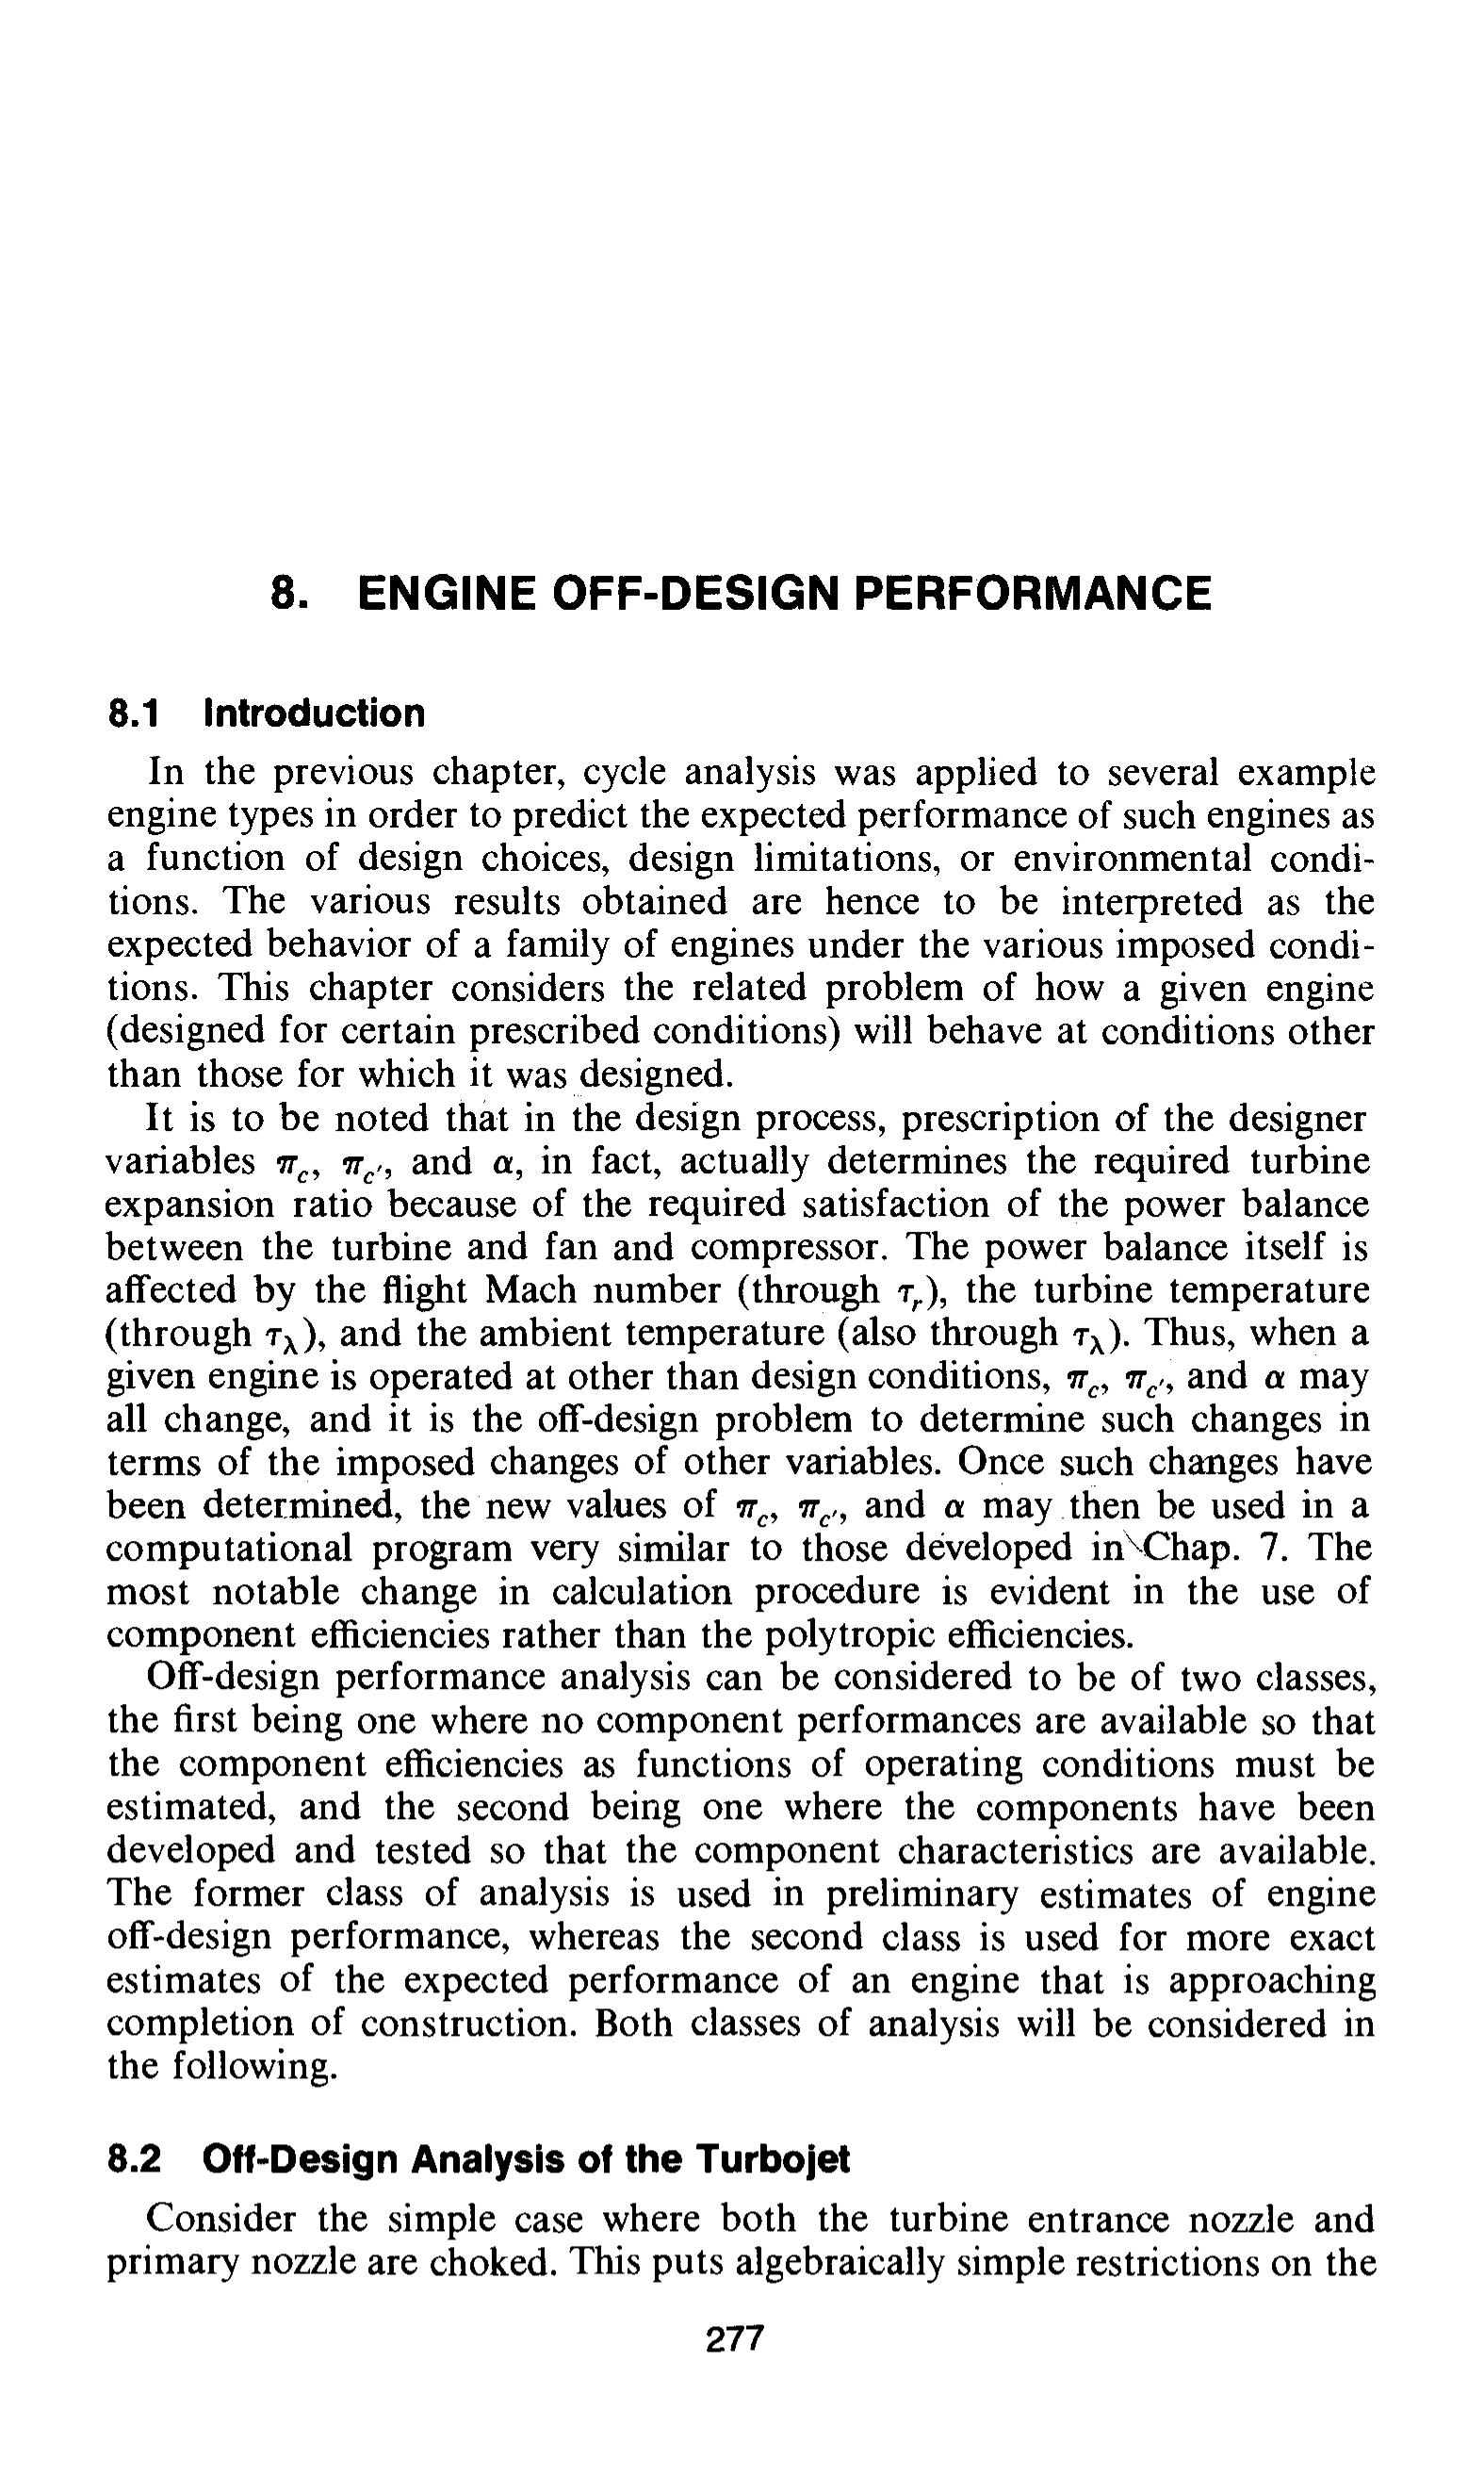 8. ENGINE OFF-DESIGN PERFORMANCE
8.1 Introduction
In the previous chapter, cycle analysis was applied to several example
engine types in order to predict the expected performance of such engines as
a function of design choices, design limitations, or environmental condi-
tions. The various results obtained are hence to be interpreted as the
expected behavior of a family of engines under the various imposed condi-
tions. This chapter considers the related problem of how a given engine
(designed for certain prescribed conditions) will behave at conditions other
than those for which it was designed.
It is to be noted that in the design process, prescription of the designer
variables π_c, π_c′, and α, in fact, actually determines the required turbine
expansion ratio because of the required satisfaction of the power balance
between the turbine and fan and compressor. The power balance itself is
affected by the flight Mach number (through τ_r), the turbine temperature
(through τ_λ), and the ambient temperature (also through τ_λ). Thus, when a
given engine is operated at other than design conditions, π_c, π_c′, and α may
all change, and it is the off-design problem to determine such changes in
terms of the imposed changes of other variables. Once such changes have
been determined, the new values of π_c, π_c′, and α may then be used in a
computational program very similar to those developed in Chap. 7. The
most notable change in calculation procedure is evident in the use of
component efficiencies rather than the polytropic efficiencies.
Off-design performance analysis can be considered to be of two classes,
the first being one where no component performances are available so that
the component efficiencies as functions of operating conditions must be
estimated, and the second being one where the components have been
developed and tested so that the component characteristics are available.
The former class of analysis is used in preliminary estimates of engine
off-design performance, whereas the second class is used for more exact
estimates of the expected performance of an engine that is approaching
completion of construction. Both classes of analysis will be considered in
the following.
8.2 Off-Design Analysis of the Turbojet
Consider the simple case where both the turbine entrance nozzle and
primary nozzle are choked. This puts algebraically simple restrictions on the
277